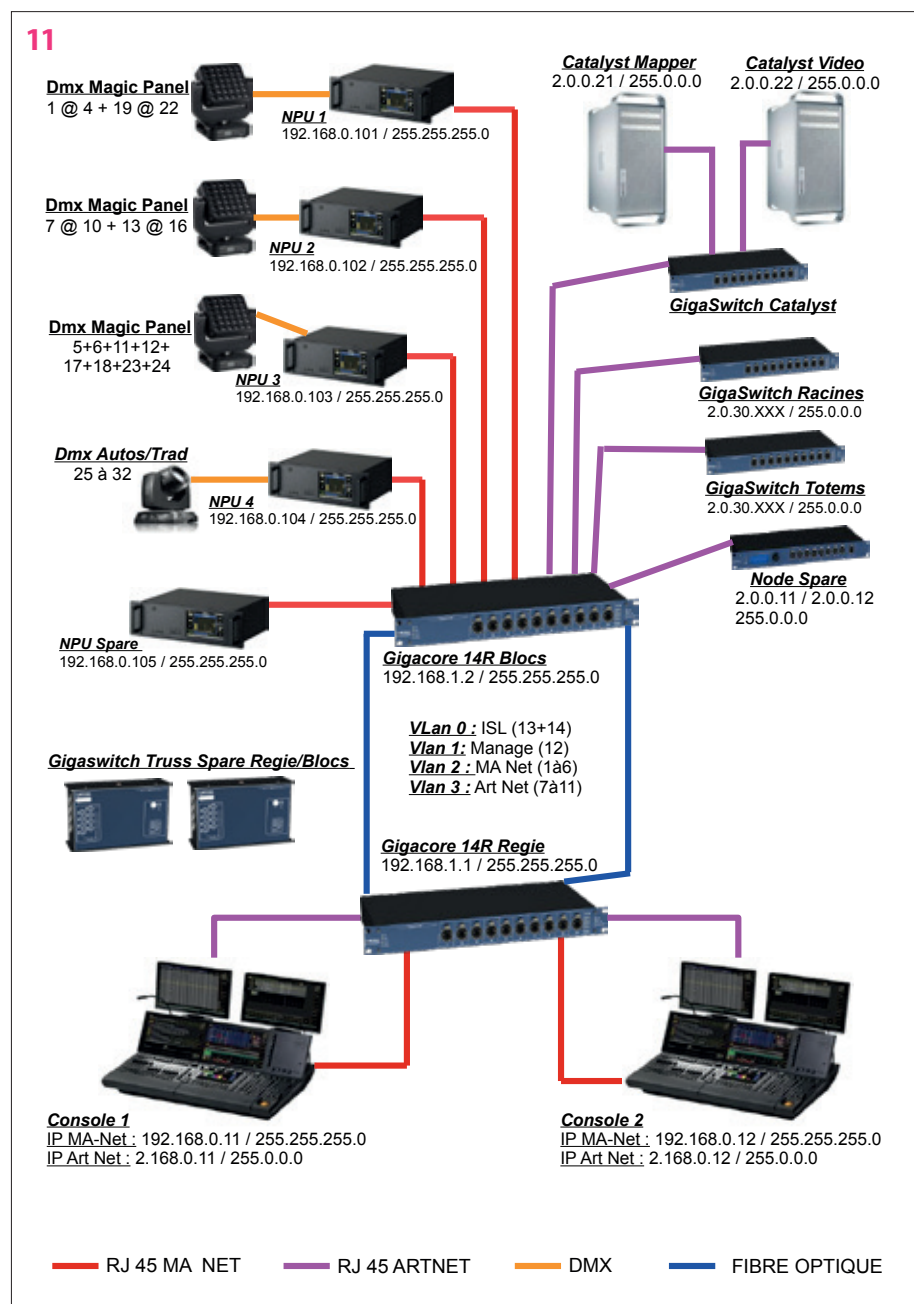 11
Dmx Magic Panel
1 @ 4 + 19 @ 22
NPU 1
192.168.0.101 / 255.255.255.0
Catalyst Mapper
2.0.0.21 / 255.0.0.0
Catalyst Video
2.0.0.22 / 255.0.0.0
Dmx Magic Panel
7 @ 10 + 13 @ 16
NPU 2
192.168.0.102 / 255.255.255.0
GigaSwitch Catalyst
Dmx Magic Panel
5+6+11+12+
17+18+23+24
NPU 3
192.168.0.103 / 255.255.255.0
GigaSwitch Racines
2.0.30.XXX / 255.0.0.0
Dmx Autos/Trad
25 à 32
NPU 4
192.168.0.104 / 255.255.255.0
GigaSwitch Totems
2.0.30.XXX / 255.0.0.0
Node Spare
2.0.0.11 / 2.0.0.12
255.0.0.0
NPU Spare
192.168.0.105 / 255.255.255.0
Gigacore 14R Blocs
192.168.1.2 / 255.255.255.0
VLan 0 : ISL (13+14)
Vlan 1: Manage (12)
Vlan 2 : MA Net (1à6)
Vlan 3 : Art Net (7à11)
Gigaswitch Truss Spare Regie/Blocs
Gigacore 14R Regie
192.168.1.1 / 255.255.255.0
Console 1
IP MA-Net : 192.168.0.11 / 255.255.255.0
IP Art Net : 2.168.0.11 / 255.0.0.0
Console 2
IP MA-Net : 192.168.0.12 / 255.255.255.0
IP Art Net : 2.168.0.12 / 255.0.0.0
RJ 45 MA NET
RJ 45 ARTNET
DMX
FIBRE OPTIQUE